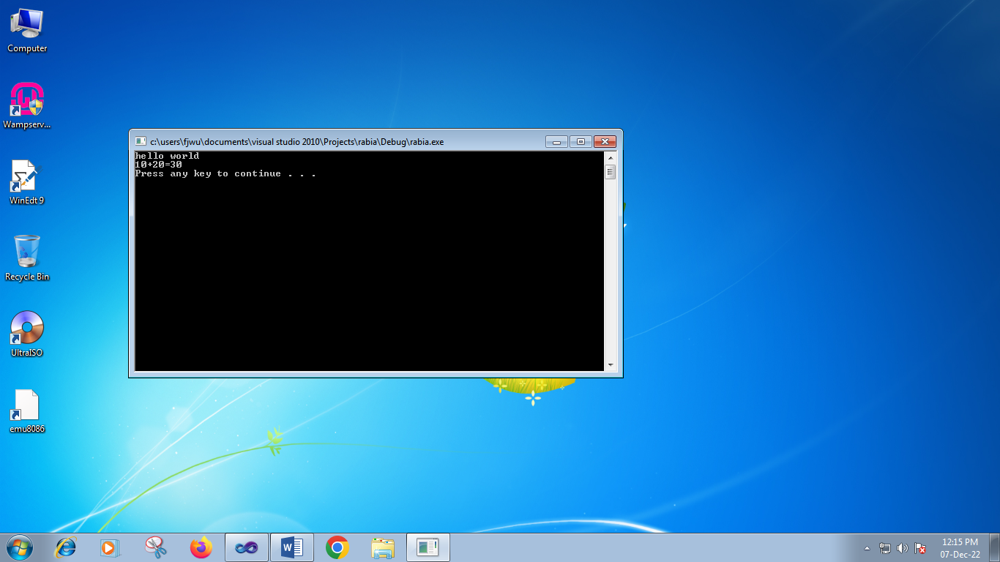 Computer
Wampserv...
WinEdt 9
Recycle Bin
UltraISO
emu8086
c:\users\fjwu\documents\visual studio 2010\Projects\rabia\Debug\rabia.exe
hello world
10+20=30
Press any key to continue . . .
12:15 PM
07-Dec-22